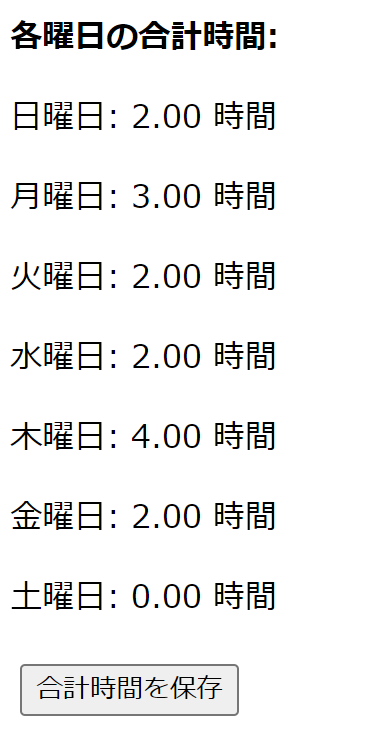 各曜日の合計時間:
日曜日: 2.00 時間
月曜日: 3.00 時間
火曜日: 2.00 時間
水曜日: 2.00 時間
木曜日: 4.00 時間
金曜日: 2.00 時間
土曜日: 0.00 時間
合計時間を保存